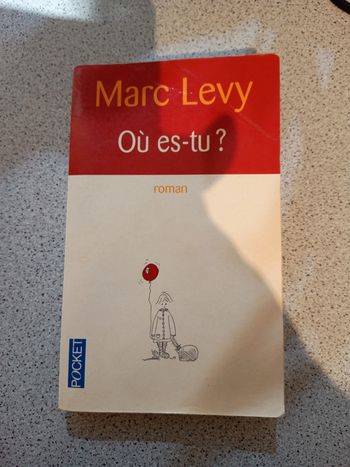 Marc Levy
Où es-tu ?
roman
POCKET